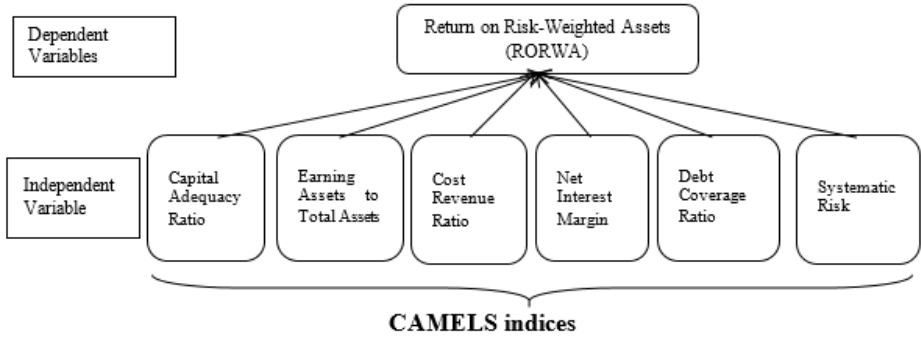 Dependent
Variables
Return on Risk-Weighted Assets
(RORWA)
Independent
Variable
Capital
Adequacy
Ratio
Earning
Assets to
Total Assets
Cost
Revenue
Ratio
Net
Interest
Margin
Debt
Coverage
Ratio
Systematic
Risk
CAMELS indices